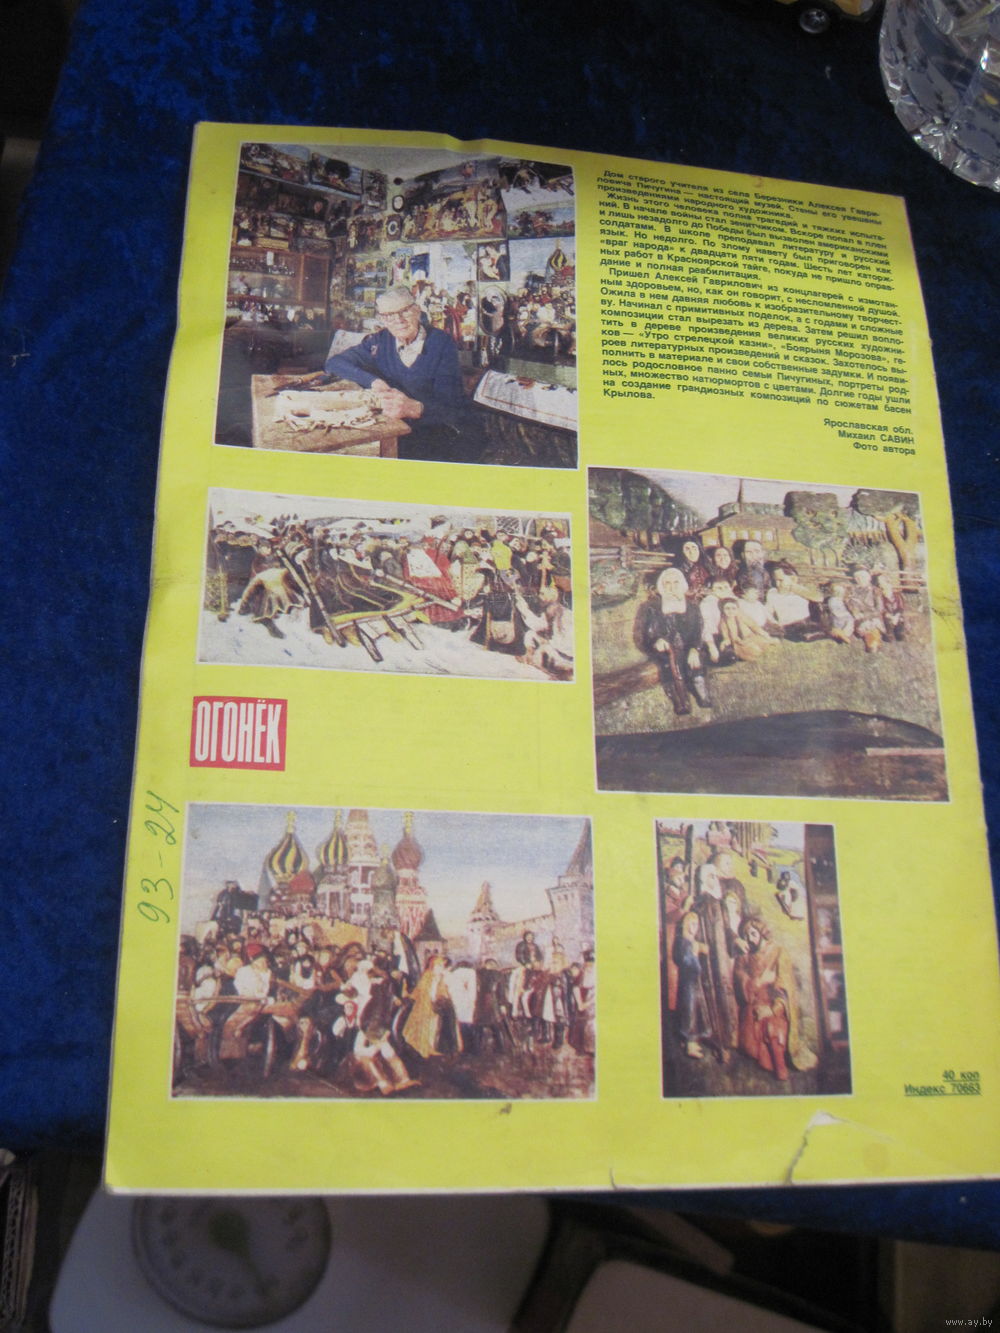 Дом старого учителя из села Березники Алексея Гаври-
ловича Пичугина — настоящий музей. Стены его увешаны
произведениями народного художника.
Жизнь этого человека полна трагедий и тяжких испыта-
ний. В начале войны стал зенитчиком. Вскоре попал в плен
и лишь незадолго до Победы был вызволен американскими
солдатами. В школе преподавал литературу и русский
язык. Но недолго. По злому навету был приговорен как
«враг народа» к двадцати пяти годам. Шесть лет каторж-
ных работ в Красноярской тайге, покуда не пришло оправ-
дание и полная реабилитация.
Пришел Алексей Гаврилович из концлагерей с измотан-
ным здоровьем, но, как он говорит, с несломленной душой.
Ожила в нем давняя любовь к изобразительному творчест-
ву. Начинал с примитивных поделок, а с годами и сложные
композиции стал вырезать из дерева. Затем решил вопло-
тить в дереве произведения великих русских художни-
ков — «Утро стрелецкой казни», «Боярыня Морозова», ге-
роев литературных произведений и сказок. Захотелось вы-
полнить в материале и свои собственные задумки. И появи-
лось родословное панно семьи Пичугиных, портреты род-
ных, множество натюрмортов с цветами. Долгие годы ушли
на создание грандиозных композиций по сюжетам басен
Крылова.
Ярославская обл.
Михаил САВИН
Фото автора
ОГОНЁК
93-24
40 коп
Индекс 70663
www.ay.by